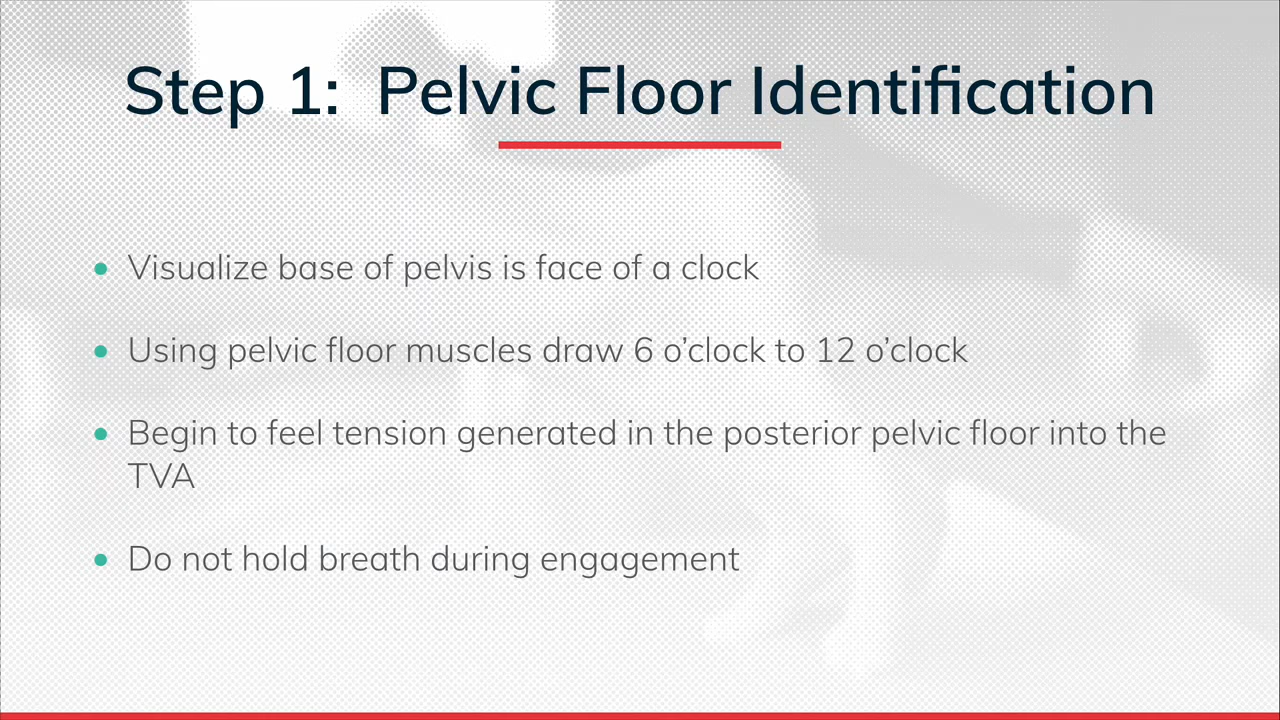 Step 1:  Pelvic Floor Identification
• Visualize base of pelvis is face of a clock
• Using pelvic floor muscles draw 6 o’clock to 12 o’clock
• Begin to feel tension generated in the posterior pelvic floor into the
TVA
• Do not hold breath during engagement